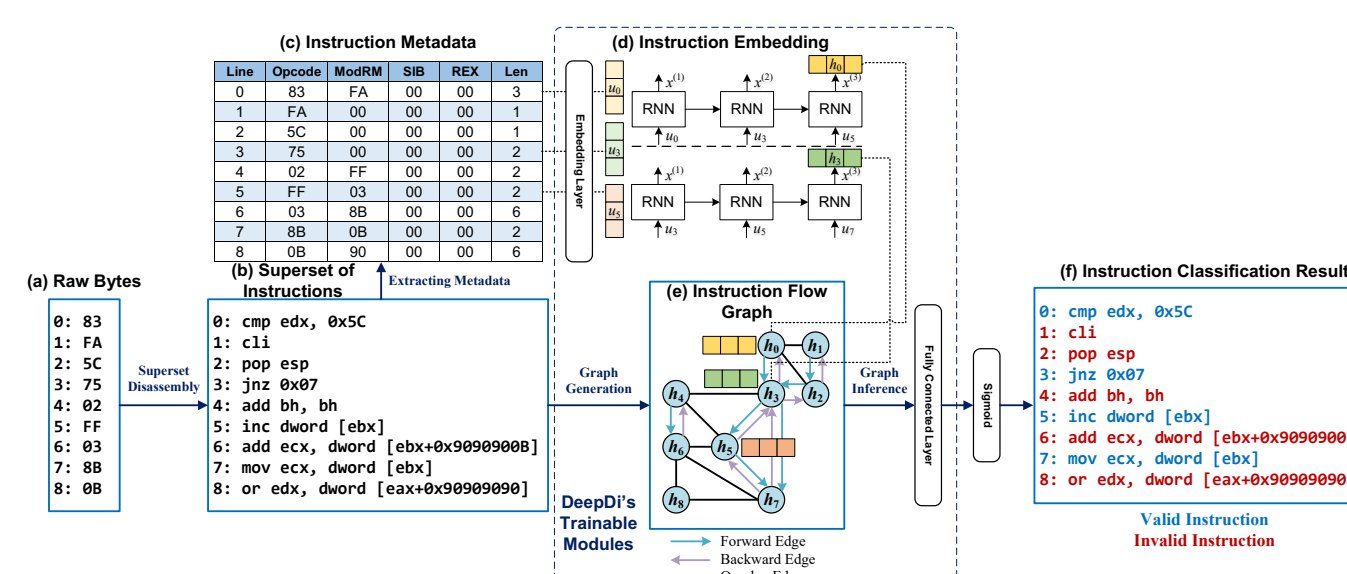 (c) Instruction Metadata
Line Opcode ModRM SIB REX Len
0 83 FA 00 00 3
1 FA 00 00 00 1
2 5C 00 00 00 1
3 75 00 00 00 2
4 02 FF 00 00 2
5 FF 03 00 00 2
6 03 8B 00 00 6
7 8B 0B 00 00 2
8 0B 90 00 00 6
(d) Instruction Embedding
Embedding Layer
u0
u3
u5
x(1) x(2) x(3) h0
RNN RNN RNN
u0 u3 u5
x(1) x(2) x(3) h3
RNN RNN RNN
u3 u5 u7
(a) Raw Bytes
0: 83
1: FA
2: 5C
3: 75
4: 02
5: FF
6: 03
7: 8B
8: 0B
Superset
Disassembly
(b) Superset of
Instructions
Extracting Metadata
0: cmp edx, 0x5C
1: cli
2: pop esp
3: jnz 0x07
4: add bh, bh
5: inc dword [ebx]
6: add ecx, dword [ebx+0x9090900B]
7: mov ecx, dword [ebx]
8: or edx, dword [eax+0x90909090]
Graph
Generation
DeepDi's
Trainable
Modules
(e) Instruction Flow
Graph
h0 h1
h4 h3 h2
h6 h5
h8 h7
Forward Edge
Backward Edge
Graph
Inference
Fully Connected Layer
Sigmoid
(f) Instruction Classification Result
0: cmp edx, 0x5C
1: cli
2: pop esp
3: jnz 0x07
4: add bh, bh
5: inc dword [ebx]
6: add ecx, dword [ebx+0x9090900
7: mov ecx, dword [ebx]
8: or edx, dword [eax+0x90909090
Valid Instruction
Invalid Instruction